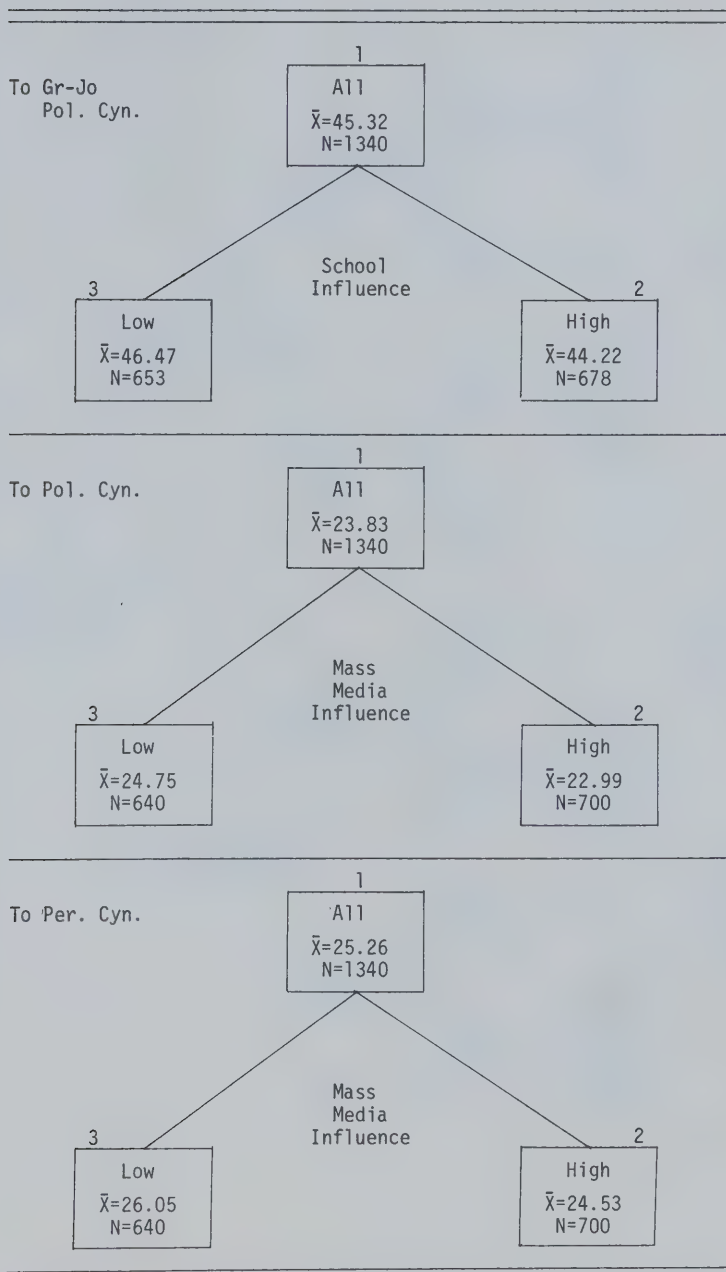 1
To Gr-Jo
Pol. Cyn.
All
X̄=45.32
N=1340
School
Influence
3
Low
X̄=46.47
N=653
2
High
X̄=44.22
N=678
1
To Pol. Cyn.
All
X̄=23.83
N=1340
Mass
Media
Influence
3
Low
X̄=24.75
N=640
2
High
X̄=22.99
N=700
1
To Per. Cyn.
All
X̄=25.26
N=1340
Mass
Media
Influence
3
Low
X̄=26.05
N=640
2
High
X̄=24.53
N=700